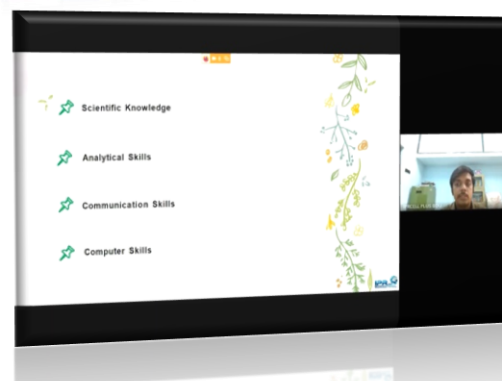 Scientific Knowledge
Analytical Skills
Communication Skills
Computer Skills